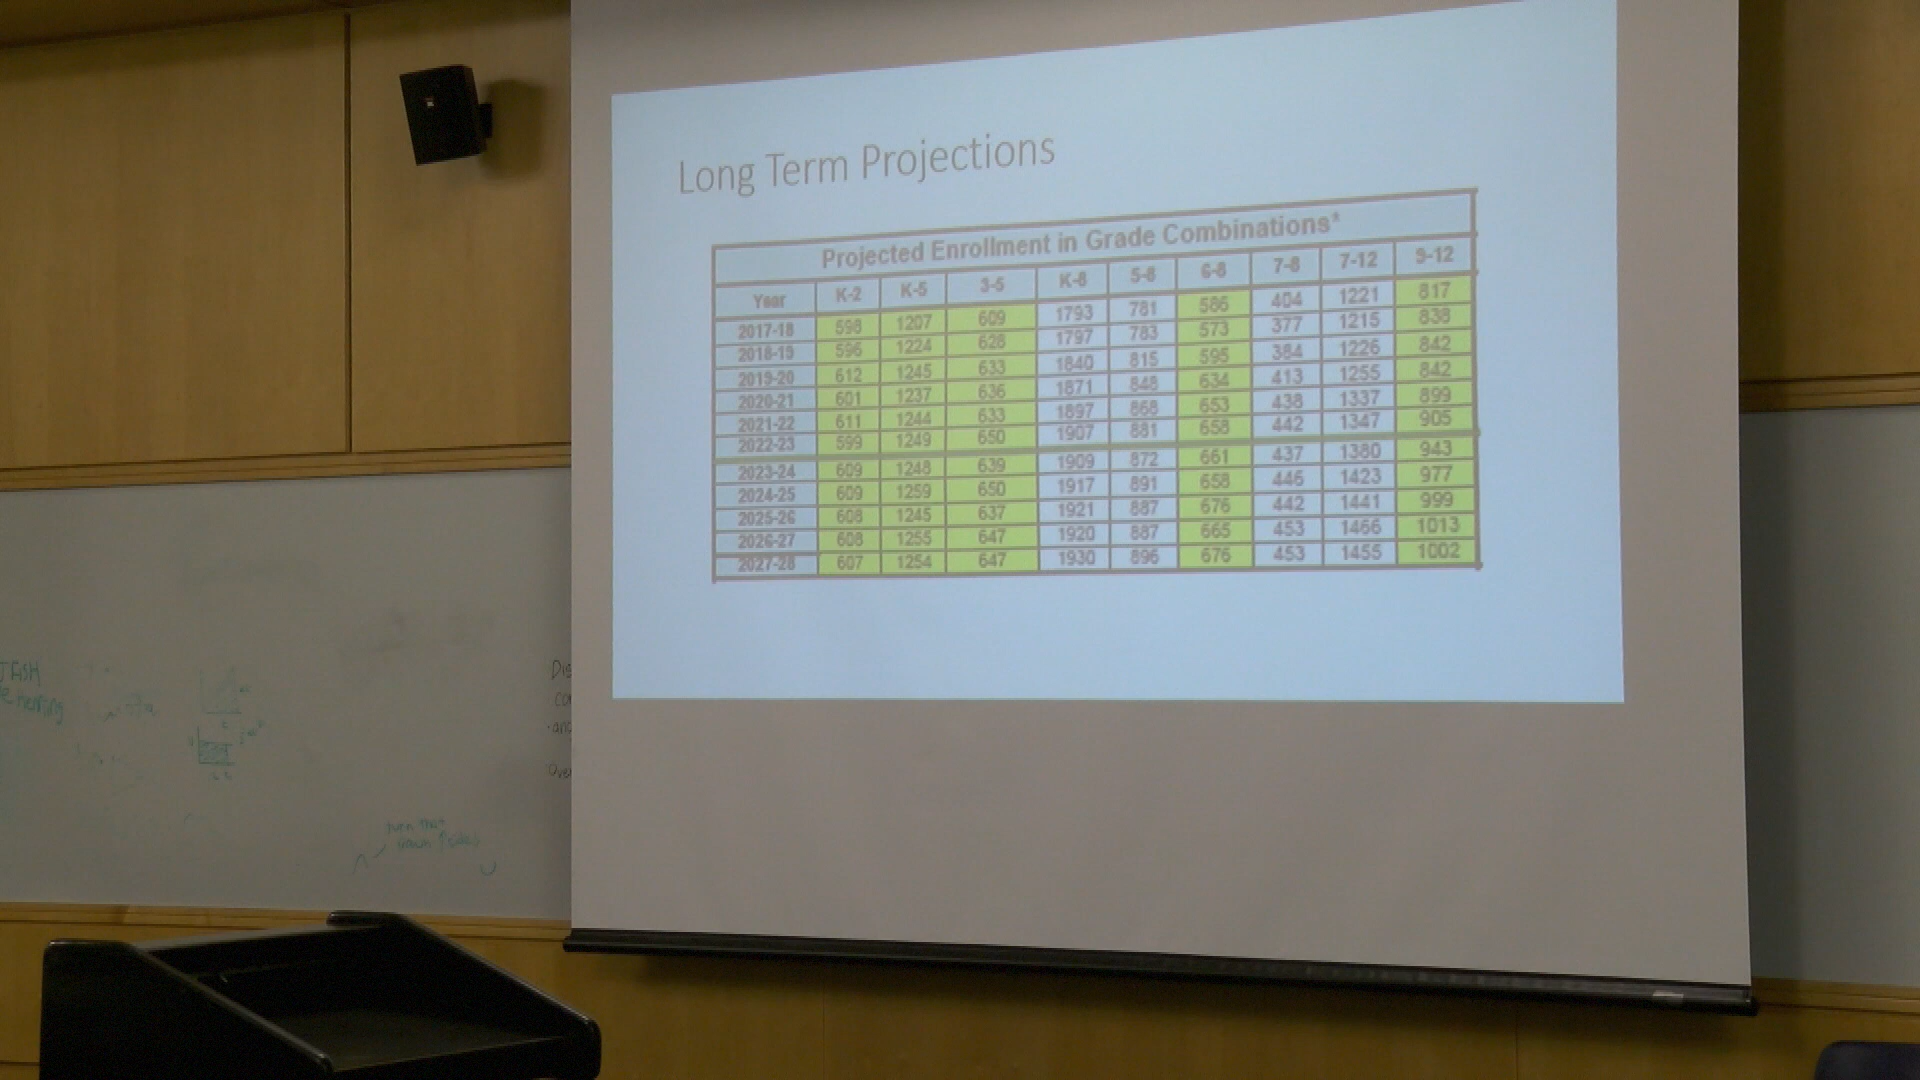 Long Term Projections
Projected Enrollment in Grade Combinations*
Year K-2 K-5 3-5 K-8 5-8 6-8 7-8 7-12 9-12
2017-18 598 1207 609 1793 781 586 404 1221 817
2018-19 596 1224 628 1797 783 573 377 1215 838
2019-20 612 1245 633 1840 815 595 384 1226 842
2020-21 601 1237 636 1871 848 634 413 1255 842
2021-22 611 1244 633 1897 868 653 438 1337 899
2022-23 599 1249 650 1907 881 658 442 1347 905
2023-24 609 1248 639 1909 872 661 437 1380 943
2024-25 609 1259 650 1917 891 658 446 1423 977
2025-26 608 1245 637 1921 887 676 442 1441 999
2026-27 608 1255 647 1920 887 665 453 1466 1013
2027-28 607 1254 647 1930 896 676 453 1455 1002
turn that